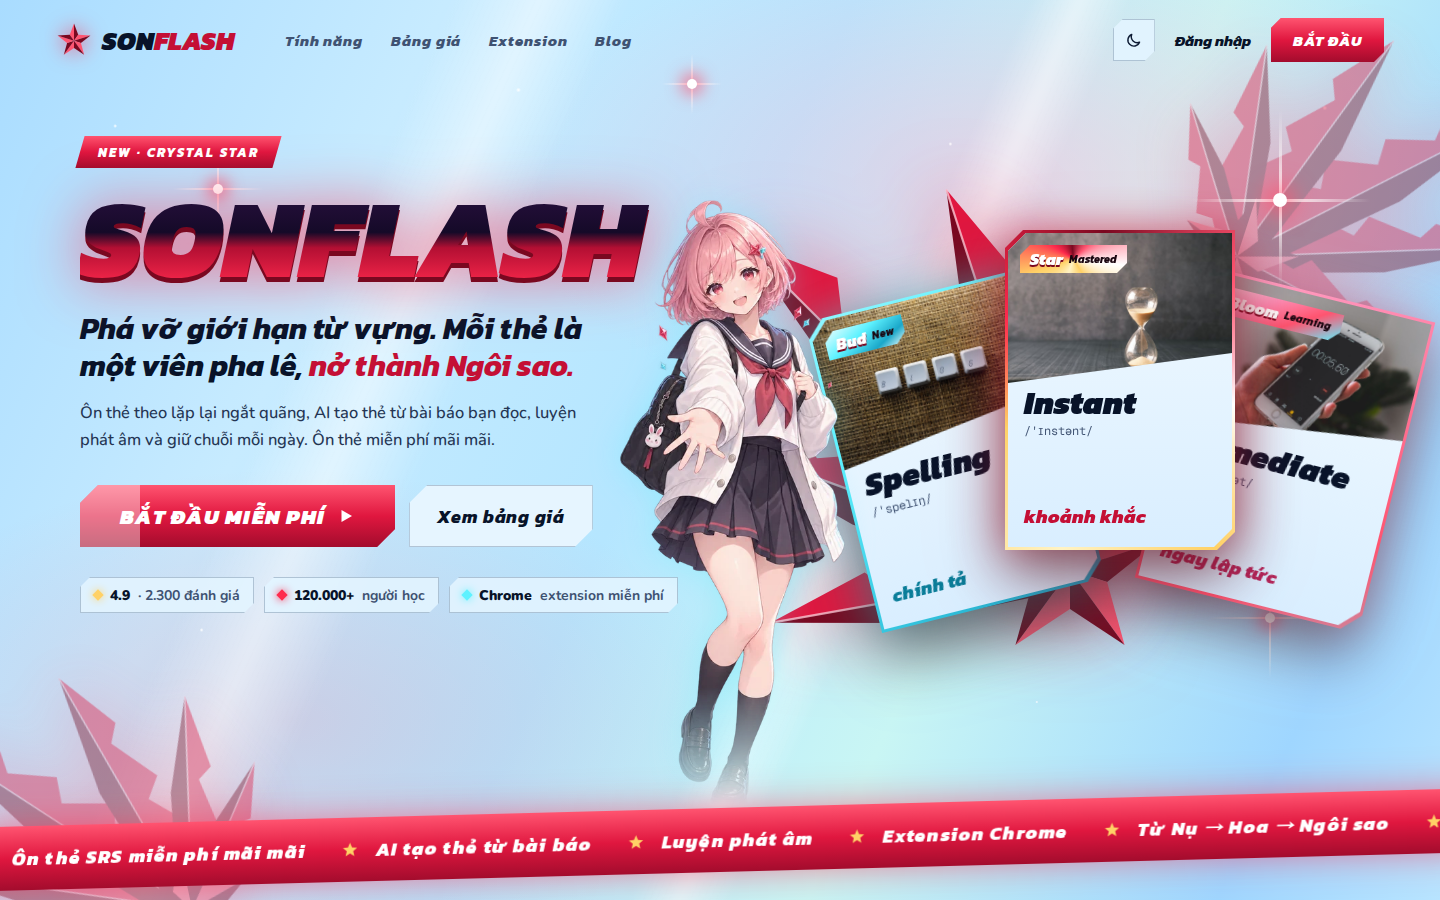 SONFLASH
Tính năng
Bảng giá
Extension
Blog
Đăng nhập
BẮT ĐẦU
NEW · CRYSTAL STAR
SONFLASH
Phá vỡ giới hạn từ vựng. Mỗi thẻ là
một viên pha lê, nở thành Ngôi sao.
Ôn thẻ theo lặp lại ngắt quãng, AI tạo thẻ từ bài báo bạn đọc, luyện
phát âm và giữ chuỗi mỗi ngày. Ôn thẻ miễn phí mãi mãi.
BẮT ĐẦU MIỄN PHÍ
Xem bảng giá
4.9 · 2.300 đánh giá
120.000+ người học
Chrome extension miễn phí
Bud New
Spelling
/ˈspelɪŋ/
chính tả
Star Mastered
Instant
/ˈɪnstənt/
khoảnh khắc
Learning
00:05.60
ngay lập tức
Ôn thẻ SRS miễn phí mãi mãi
AI tạo thẻ từ bài báo
Luyện phát âm
Extension Chrome
Từ Nụ → Hoa → Ngôi sao